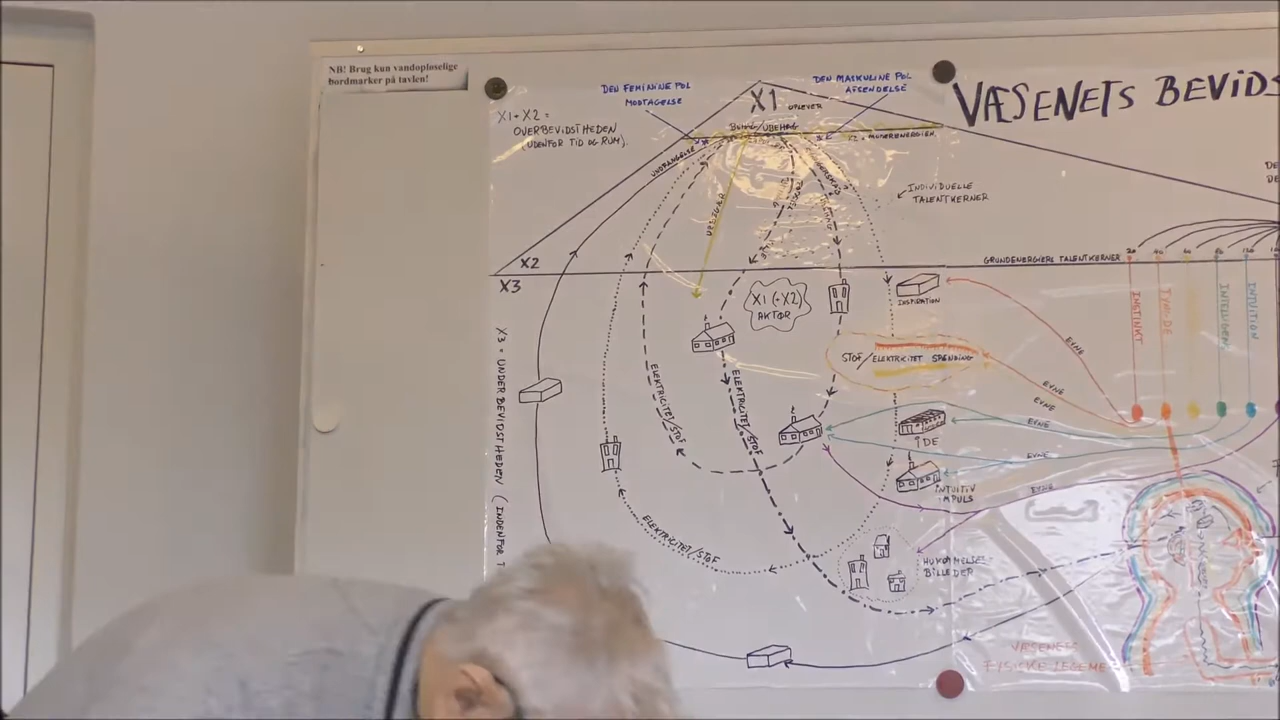 NB! Brug kun vandopløselige
bordmarker på tavlen!
X1+X2 =
OVERBEVIDSTHEDEN
(UDENFOR TID OG RUM).
DEN FEMININE POL
MODTAGELSE
DEN MASKULINE POL
AFSENDELSE
VÆSENETS BEVIDS
X1
OPLEVER
BEHAG/UBEHAG
MODERENERGIEN.
INDIVIDUELLE
TALENTKERNER
X2
X3
GRUNDENERGIERS TALENTKERNER
X1 (+X2)
AKTØR
INSPIRATION
STOF/ELEKTRICITET SPÆNDING
INSTINKT
TYNGDE
INTELLIGENS
INTUITION
EVNE
EVNE
EVNE
EVNE
EVNE
IDE
INTUITIV
IMPULS
ELEKTRICITET/STOF
ELEKTRICITET/STOF
ELEKTRICITET/STOF
X3 = UNDERBEVIDSTHEDEN (INDENFOR T
HUKOMMELSES-
BILLEDER
VÆSENETS
FYSISKE LEGEME